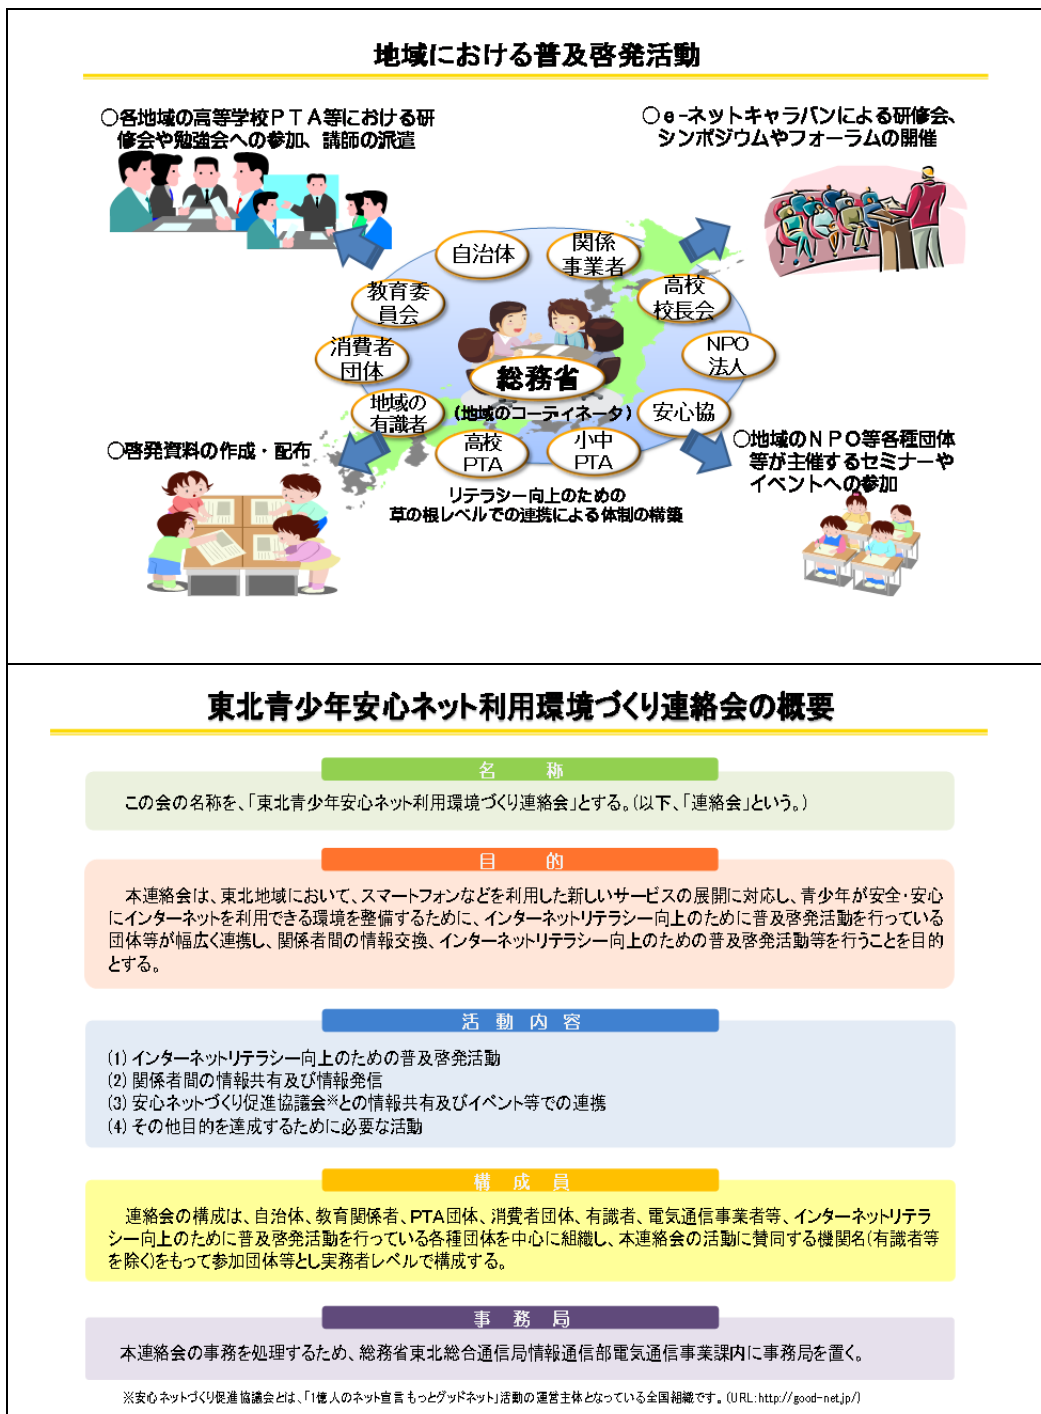 地域における普及啓発活動
○各地域の高等学校PTA等における研
修会や勉強会への参加、講師の派遣
○e-ネットキャラバンによる研修会、
シンポジウムやフォーラムの開催
自治体
関係
事業者
教育委
員会
高校
校長会
消費者
団体
NPO
法人
総務省
(地域のコーディネータ)
地域の
有識者
安心協
高校
PTA
小中
PTA
○啓発資料の作成・配布
○地域のNPO等各種団体
等が主催するセミナーや
イベントへの参加
リテラシー向上のための
草の根レベルでの連携による体制の構築
東北青少年安心ネット利用環境づくり連絡会の概要
名 称
この会の名称を、「東北青少年安心ネット利用環境づくり連絡会」とする。(以下、「連絡会」という。)
目 的
本連絡会は、東北地域において、スマートフォンなどを利用した新しいサービスの展開に対応し、青少年が安全・安心
にインターネットを利用できる環境を整備するために、インターネットリテラシー向上のために普及啓発活動を行っている
団体等が幅広く連携し、関係者間の情報交換、インターネットリテラシー向上のための普及啓発活動等を行うことを目的
とする。
活 動 内 容
(1) インターネットリテラシー向上のための普及啓発活動
(2) 関係者間の情報共有及び情報発信
(3) 安心ネットづくり促進協議会※との情報共有及びイベント等での連携
(4) その他目的を達成するために必要な活動
構 成 員
連絡会の構成は、自治体、教育関係者、PTA団体、消費者団体、有識者、電気通信事業者等、インターネットリテラ
シー向上のために普及啓発活動を行っている各種団体を中心に組織し、本連絡会の活動に賛同する機関名(有識者等
を除く)をもって参加団体等とし実務者レベルで構成する。
事 務 局
本連絡会の事務を処理するため、総務省東北総合通信局情報通信部電気通信事業課内に事務局を置く。
※安心ネットづくり促進協議会とは、「1億人のネット宣言 もっとグッドネット」活動の運営主体となっている全国組織です。(URL:http://good-net.jp/)